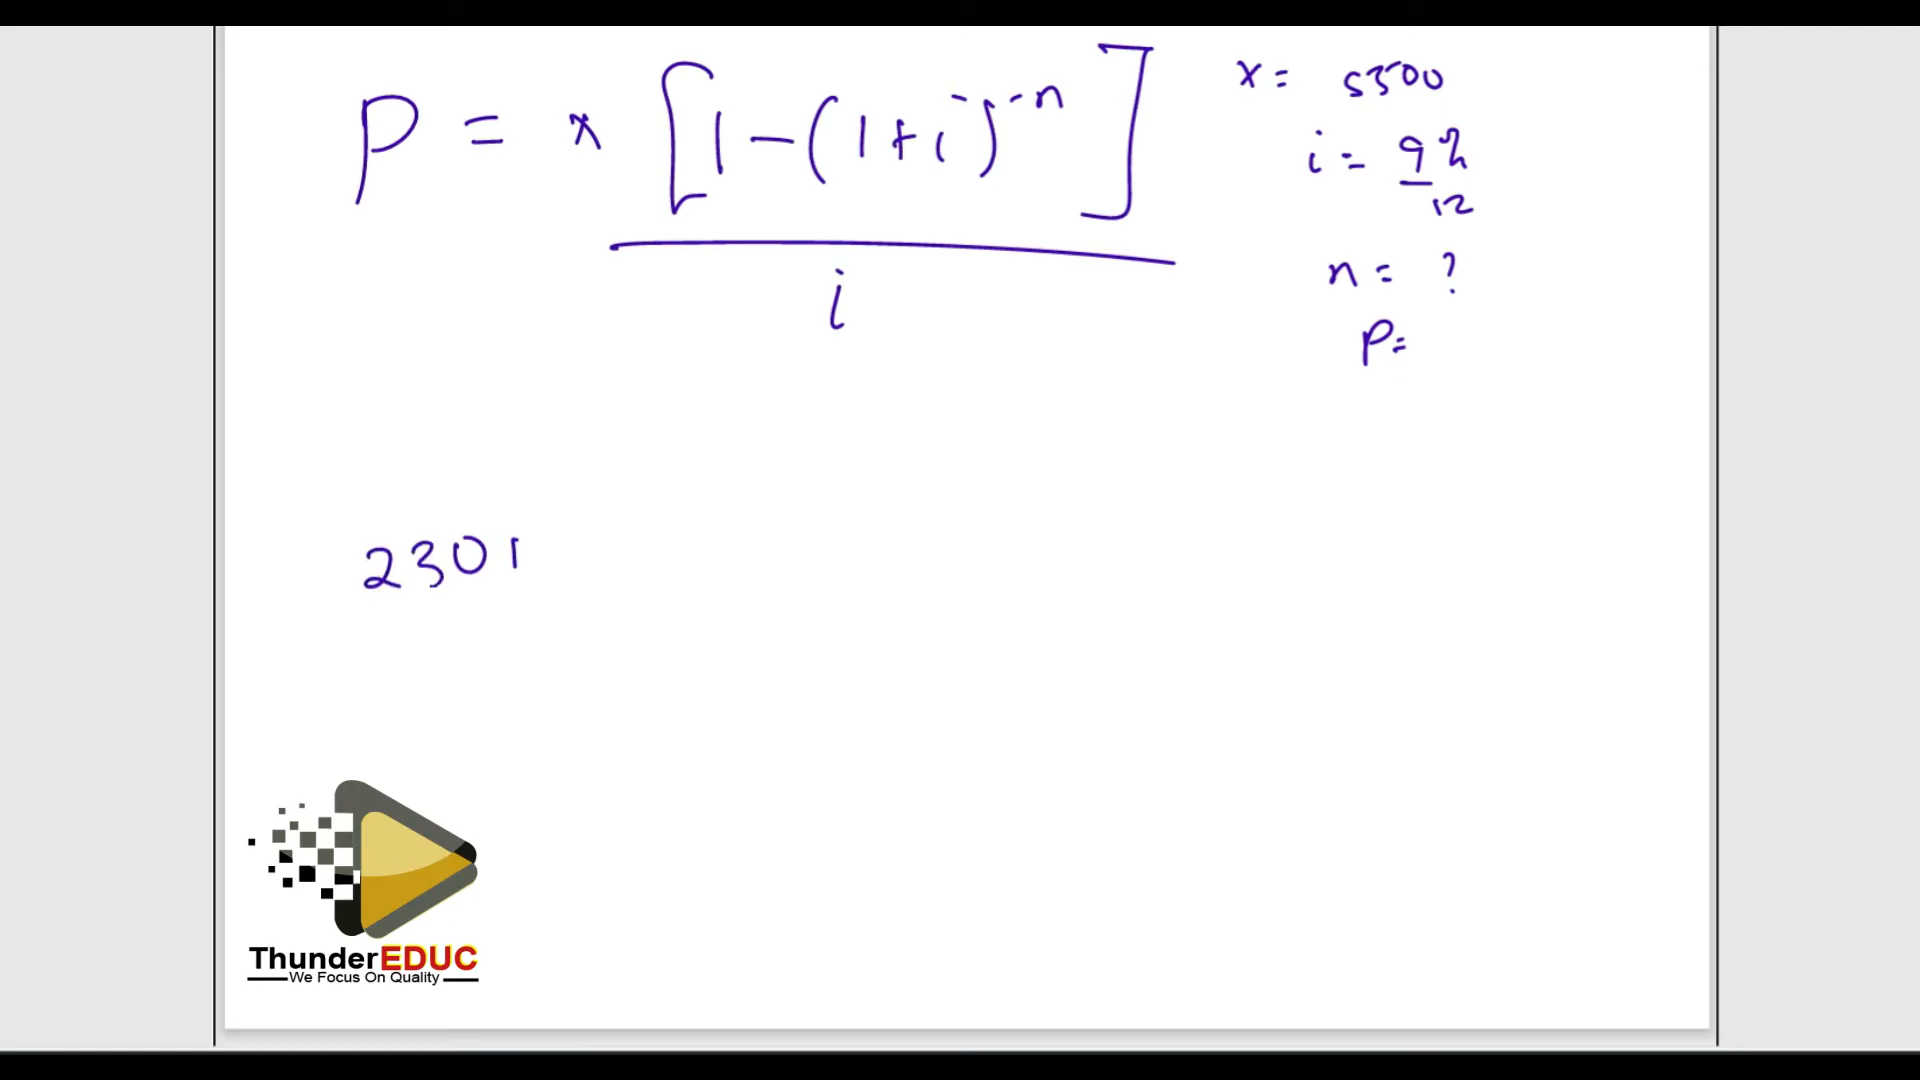 P = x [1-(1+i)^-n]
i
x = 5500
i = 9%
12
n = ?
P=
2301
ThunderEDUC
We Focus On Quality